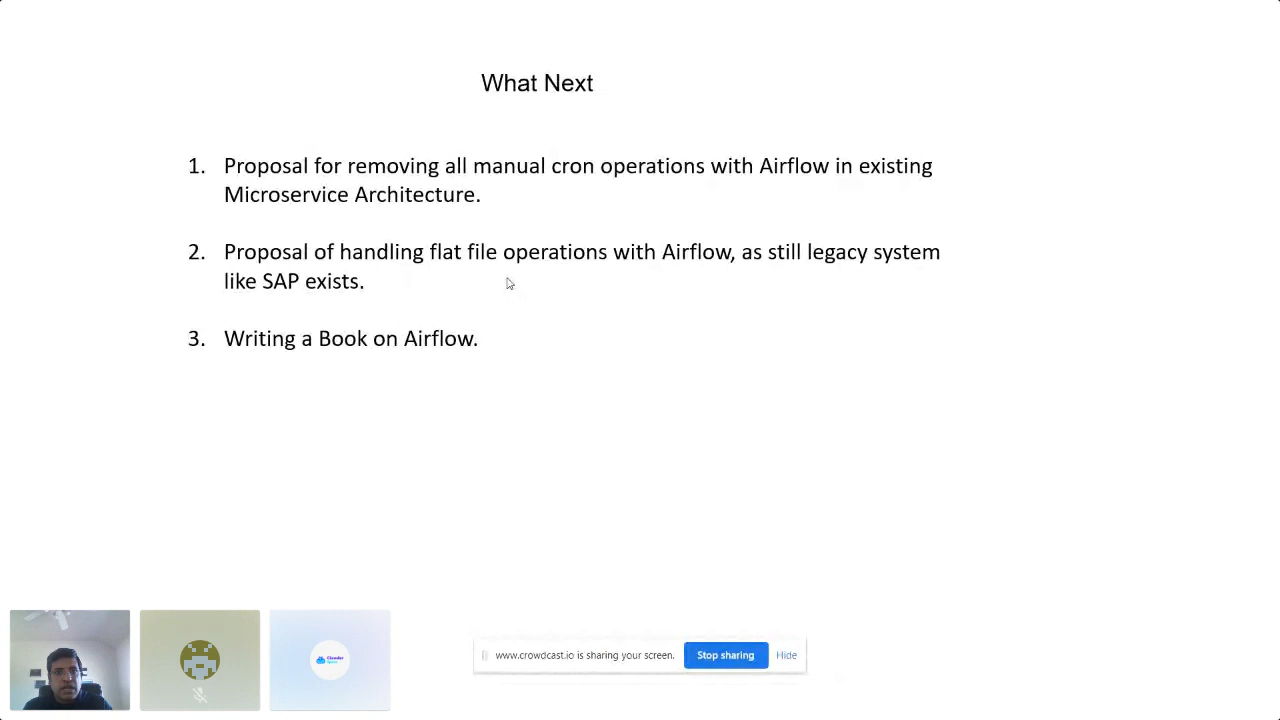 What Next
1. Proposal for removing all manual cron operations with Airflow in existing
Microservice Architecture.
2. Proposal of handling flat file operations with Airflow, as still legacy system
like SAP exists.
3. Writing a Book on Airflow.
www.crowdcast.io is sharing your screen.
Stop sharing
Hide